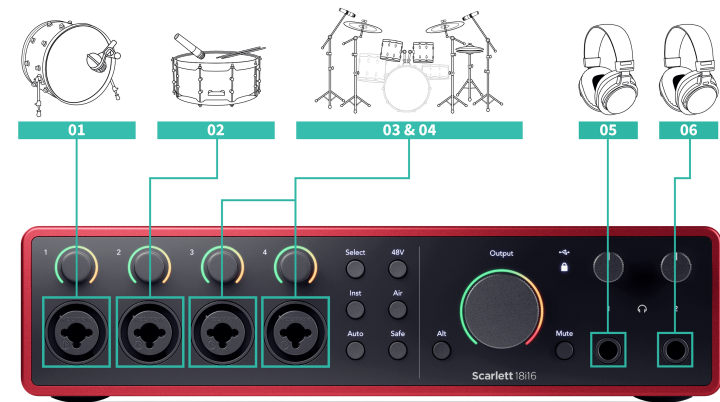 01
02
03 & 04
05
06
1
2
3
4
Select
48V
Inst
Air
Auto
Safe
Output
Alt
Mute
2
Scarlett 18i16